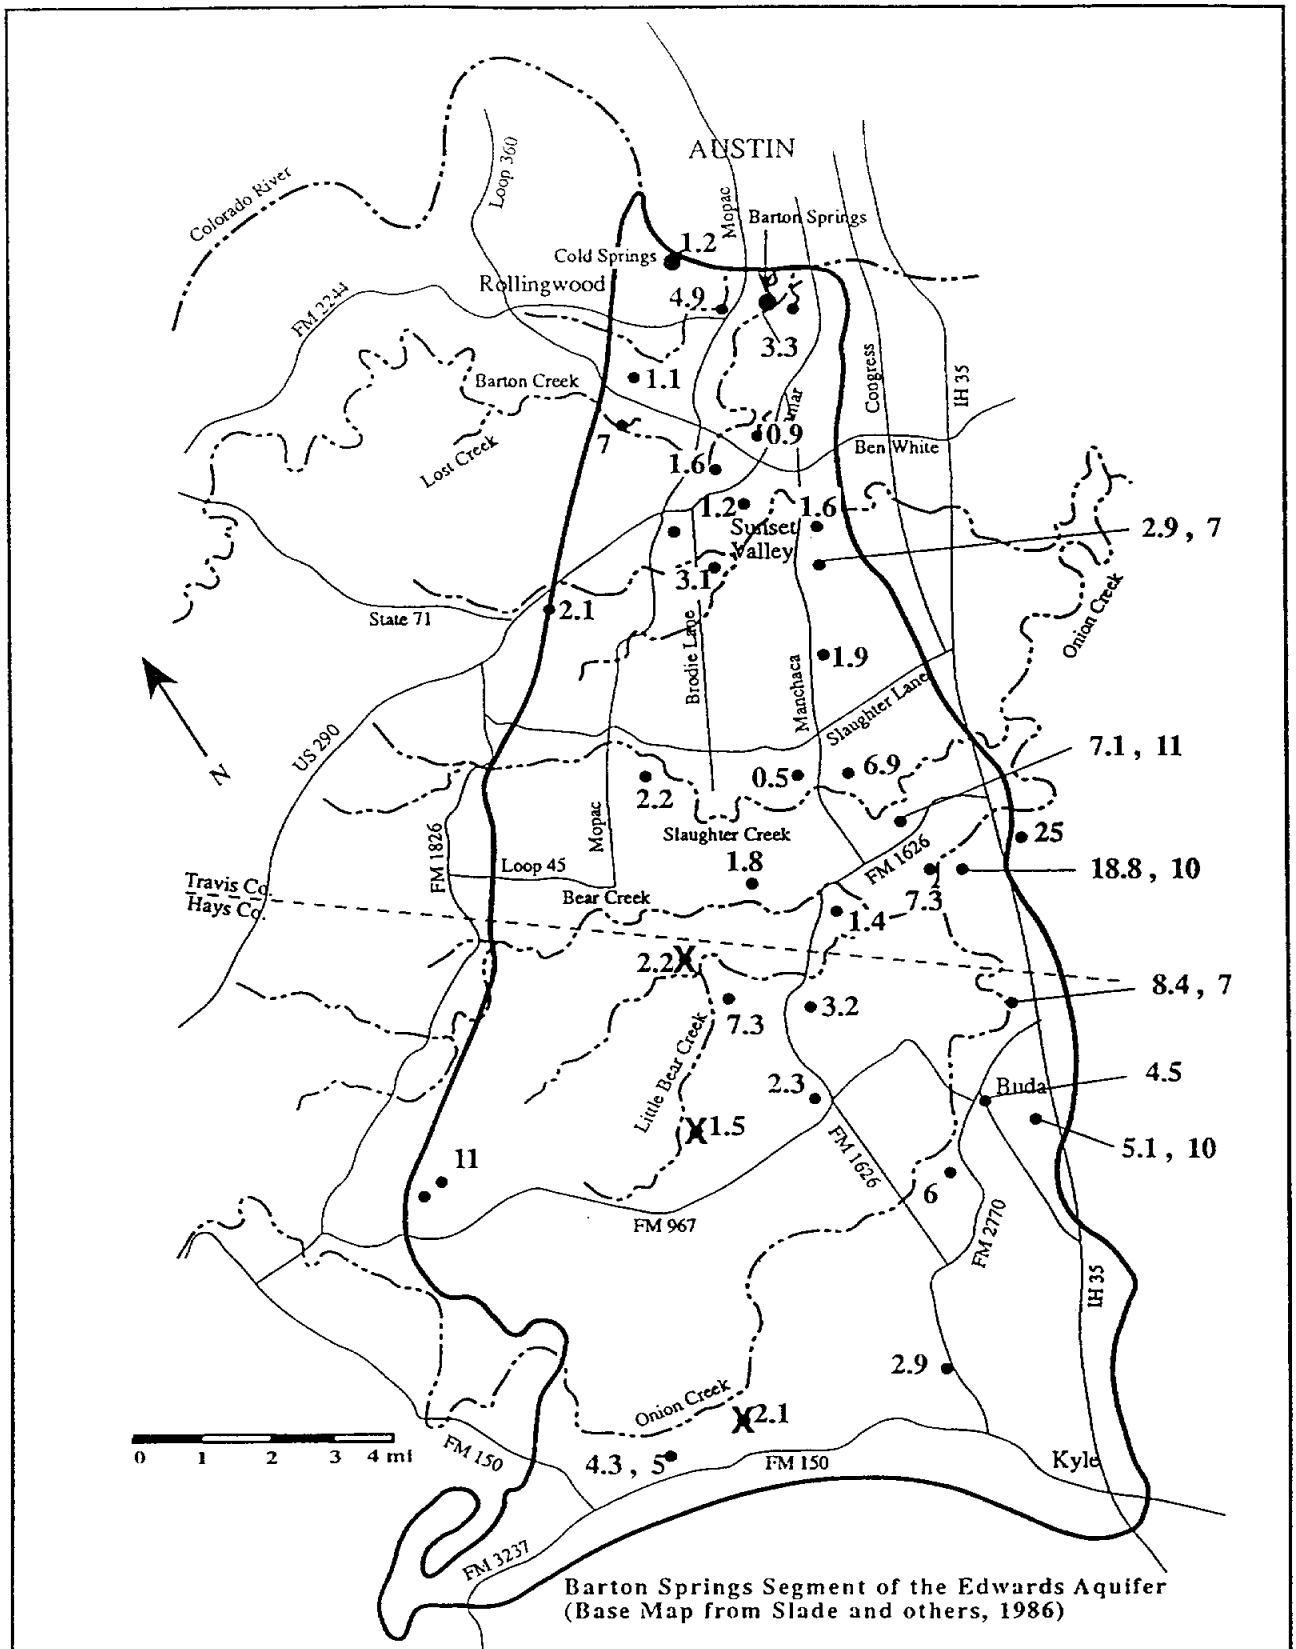 AUSTIN
Colorado River
Loop 360
Mopac
Barton Springs
1.2
Cold Springs
Rollingwood
4.9
FM 2244
3.3
Congress
IH 35
1.1
Barton Creek
Lost Creek
7
0.9
Ben White
1.6
1.2
1.6
Sunset
Valley
2.9 , 7
3.1
2.1
State 71
Onion Creek
Brodie Lane
1.9
Manchaca
Slaughter Lane
US 290
N
7.1 , 11
2.2
0.5
6.9
Mopac
Slaughter Creek
25
FM 1826
Loop 45
1.8
FM 1626
18.8 , 10
Travis Co.
Hays Co.
Bear Creek
7.3
1.4
2.2X
8.4 , 7
7.3
3.2
Little Bear Creek
2.3
Buda
4.5
X1.5
FM 1626
5.1 , 10
11
6
FM 967
FM 2770
IH 35
2.9
Onion Creek
X2.1
0 1 2 3 4 mi
FM 150
4.3 , 5
FM 150
Kyle
FM 3237
Barton Springs Segment of the Edwards Aquifer
(Base Map from Slade and others, 1986)